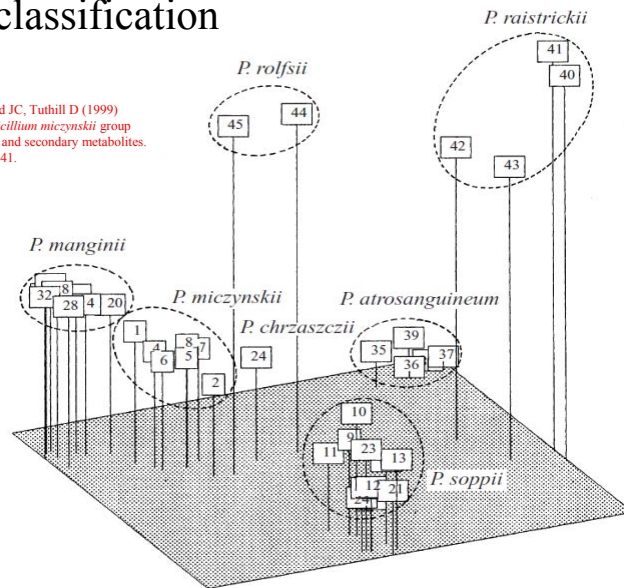 classification
d JC, Tuthill D (1999)
cillium miczynskii group
and secondary metabolites.
41.
P. raistrickii
41
40
P. rolfsii
45
44
42
43
P. manginii
32
8
28
4
20
P. miczynskii
1
4
6
8
7
5
2
P. chrzaszczii
24
P. atrosanguineum
35
39
36
37
10
9
11
23
13
12
21
24
P. soppii